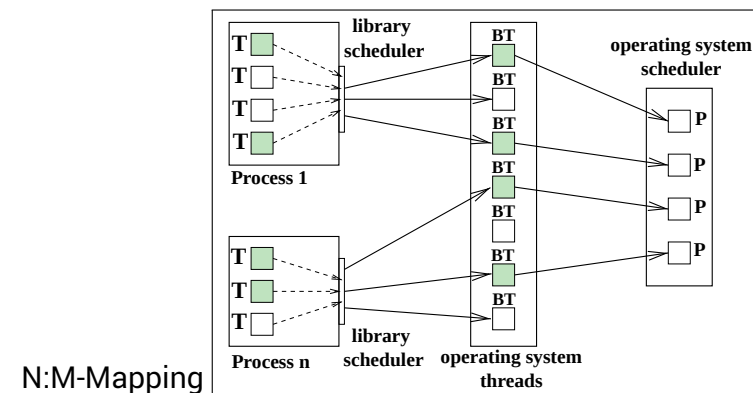 T
T
T
T
Process 1
library
scheduler
BT
BT
BT
BT
BT
BT
BT
operating system
scheduler
P
P
P
P
T
T
T
Process n
library
scheduler
operating system
threads
N:M-Mapping